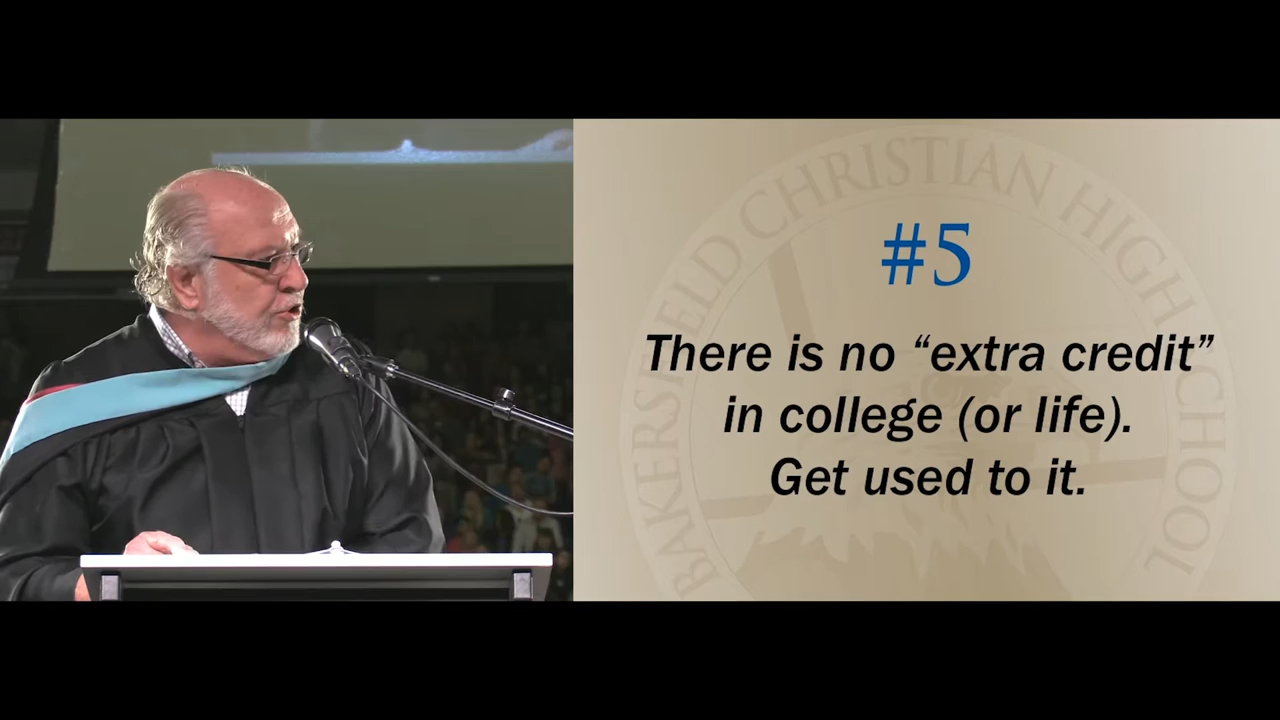 BAKERSFIELD CHRISTIAN HIGH SCHOOL
#5
There is no “extra credit”
in college (or life).
Get used to it.